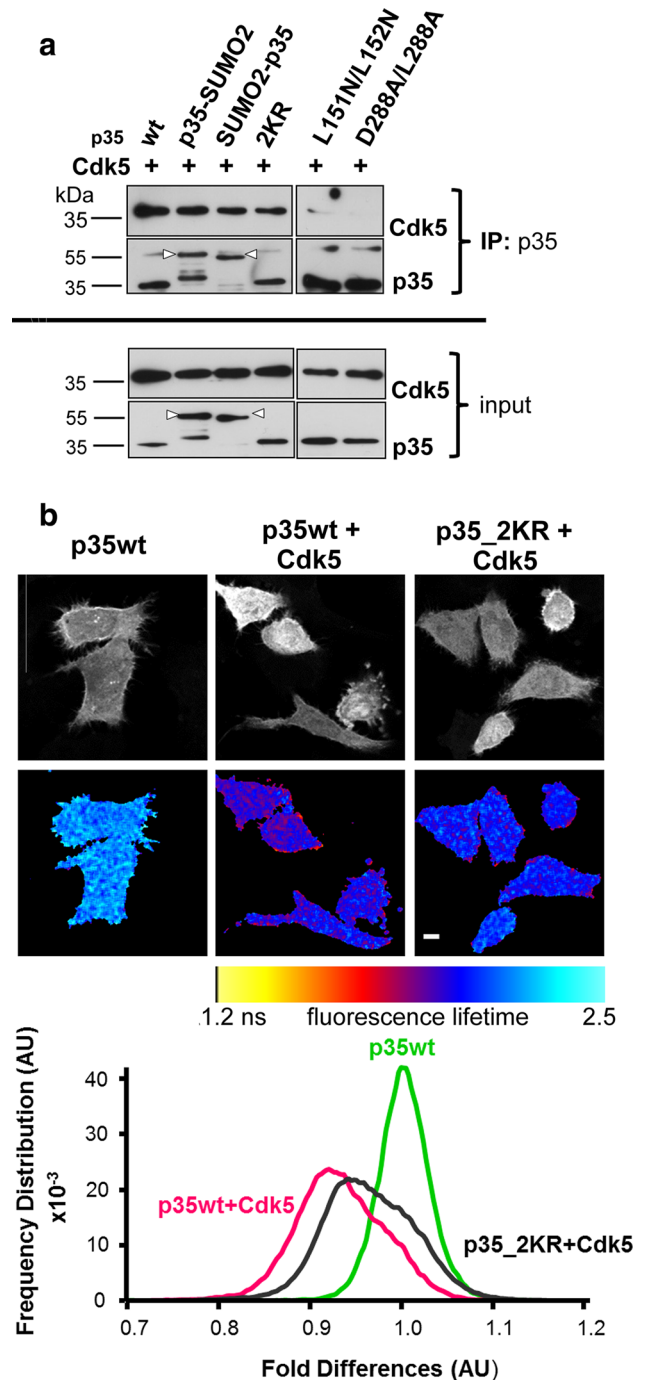 a
p35
wt
p35-SUMO2
SUMO2-p35
2KR
L151N/L152N
D288A/L288A
Cdk5 + + + + + +
kDa
35
Cdk5
55
35
p35
IP: p35
35
Cdk5
55
35
p35
input
b
p35wt
p35wt +
Cdk5
p35_2KR +
Cdk5
1.2 ns fluorescence lifetime 2.5
p35wt
Frequency Distribution (AU)
x10-3
40
30
20
10
0
p35wt+Cdk5
p35_2KR+Cdk5
0.7 0.8 0.9 1.0 1.1 1.2
Fold Differences (AU)